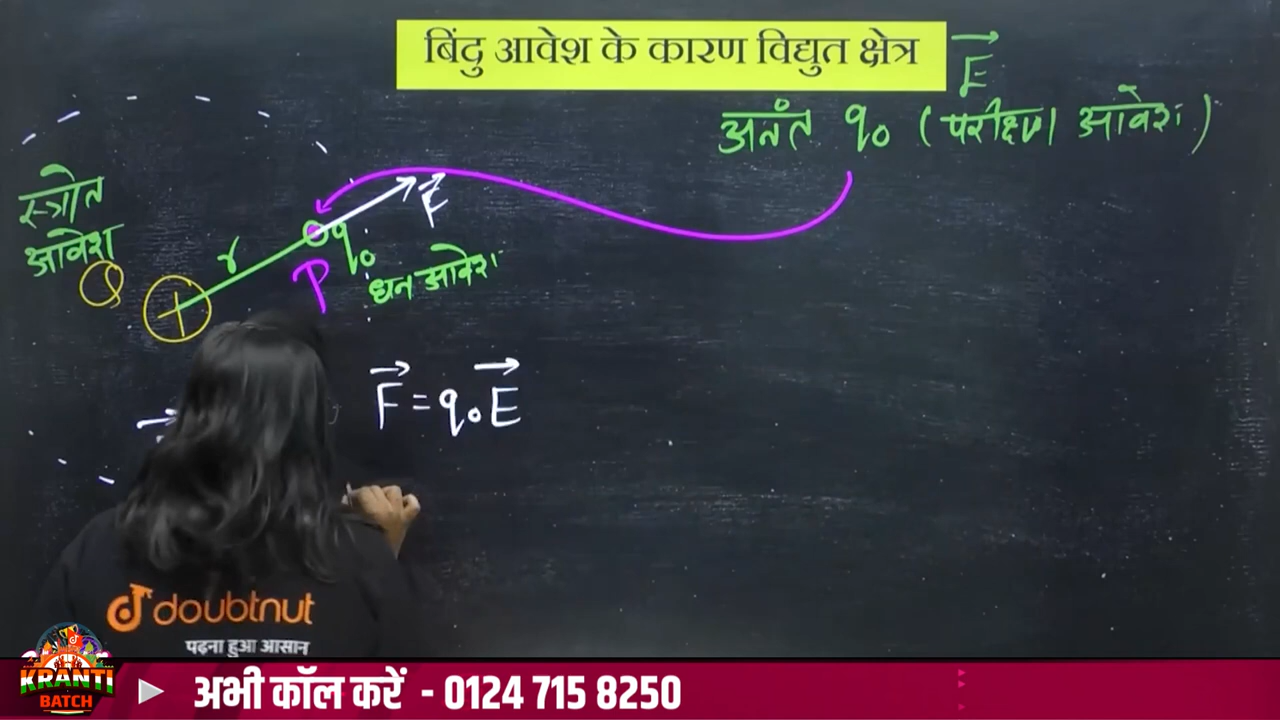 बिंदु आवेश के कारण विद्युत क्षेत्र
E
अनंत q₀ (परीक्षण आवेश)
स्त्रोत
आवेश
Q
+
r
P
q₀
F
धन आवेश
F = q₀E
doubtnut
पढ़ना हुआ आसान
KRANTI
BATCH
अभी कॉल करें - 0124 715 8250